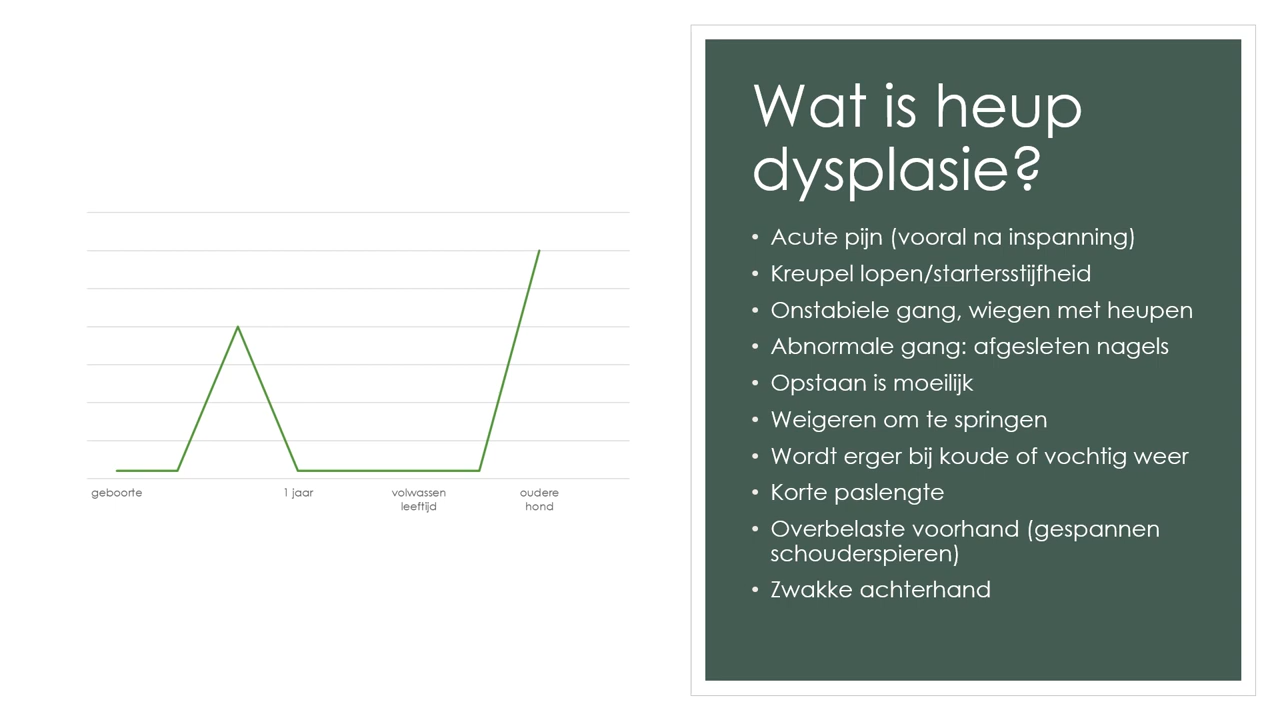 Wat is heup
dysplasie?
• Acute pijn (vooral na inspanning)
• Kreupel lopen/startersstijfheid
• Onstabiele gang, wiegen met heupen
• Abnormale gang: afgesleten nagels
• Opstaan is moeilijk
• Weigeren om te springen
• Wordt erger bij koude of vochtig weer
• Korte paslengte
• Overbelaste voorhand (gespannen
schouderspieren)
• Zwakke achterhand
geboorte
1 jaar
volwassen
leeftijd
oudere
hond